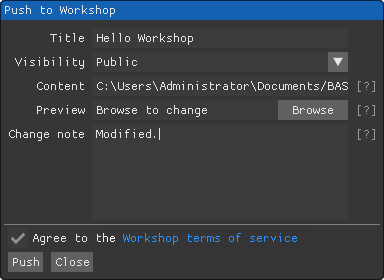 Push to Workshop
Title Hello Workshop
Visibility Public
Content C:\Users\Administrator\Documents/BAS [?]
Preview Browse to change Browse [?]
Change note Modified. [?]
Agree to the Workshop terms of service
Push Close